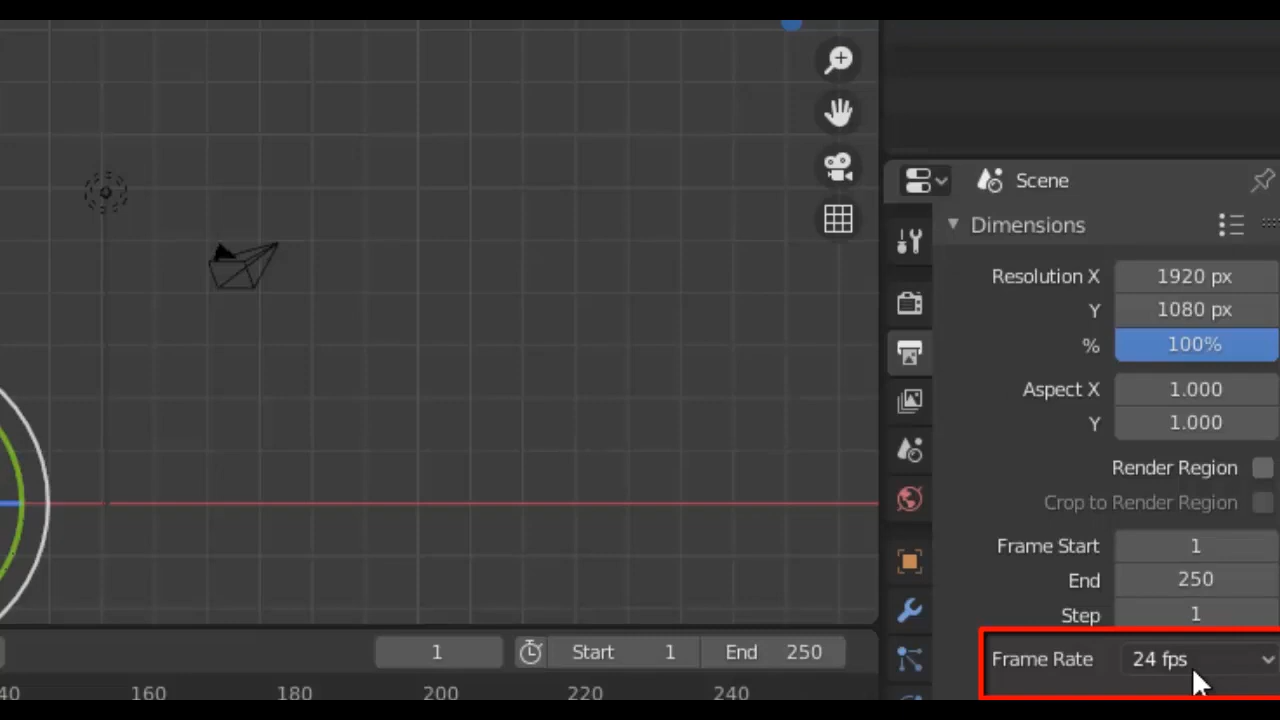 Scene
Dimensions
Resolution X 1920 px
Y 1080 px
% 100%
Aspect X 1.000
Y 1.000
Render Region
Crop to Render Region
Frame Start 1
End 250
Step 1
Frame Rate 24 fps
1 Start 1 End 250
40 160 180 200 220 240